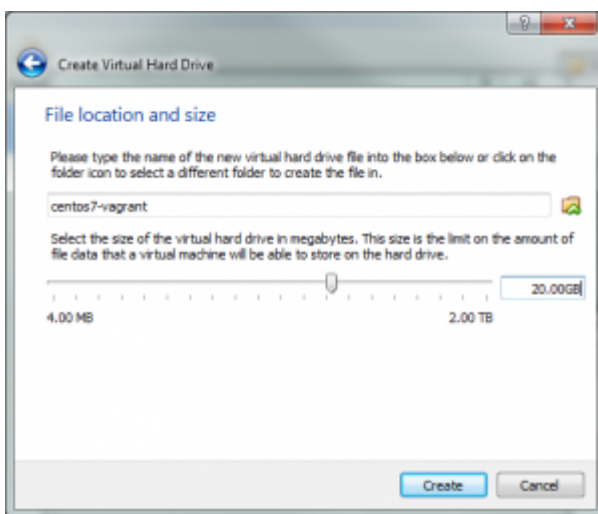 Create Virtual Hard Drive
File location and size
Please type the name of the new virtual hard drive file into the box below or click on the
folder icon to select a different folder to create the file in.
centos7-vagrant
Select the size of the virtual hard drive in megabytes. This size is the limit on the amount of
file data that a virtual machine will be able to store on the hard drive.
20.00GB
4.00 MB 2.00 TB
Create Cancel